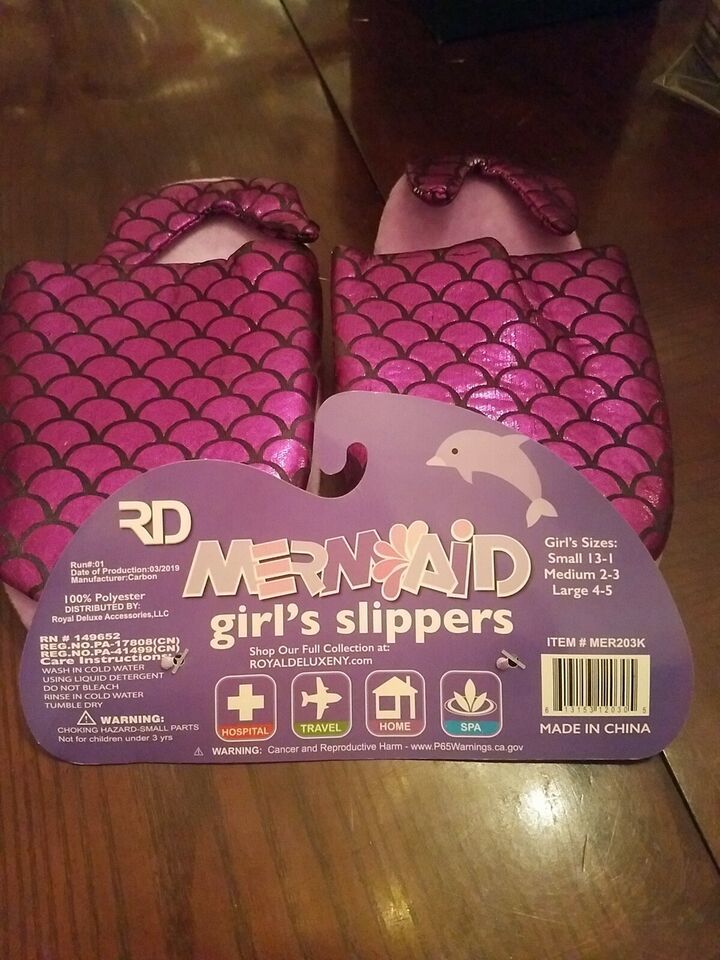 RD
MERMAID
girl's slippers
Run#:01
Date of Production:03/2019
Manufacturer:Carbon
100% Polyester
DISTRIBUTED BY:
Royal Deluxe Accessories,LLC
RN # 149652
REG.NO.PA-17808(CN)
REG.NO.PA-41499(CN)
Care Instructions
WASH IN COLD WATER
USING LIQUID DETERGENT
DO NOT BLEACH
RINSE IN COLD WATER
TUMBLE DRY
WARNING:
CHOKING HAZARD-SMALL PARTS
Not for children under 3 yrs
Shop Our Full Collection at:
ROYALDELUXENY.com
HOSPITAL
TRAVEL
HOME
SPA
WARNING: Cancer and Reproductive Harm - www.P65Warnings.ca.gov
Girl's Sizes:
Small 13-1
Medium 2-3
Large 4-5
ITEM # MER203K
6 13153 12030 5
MADE IN CHINA